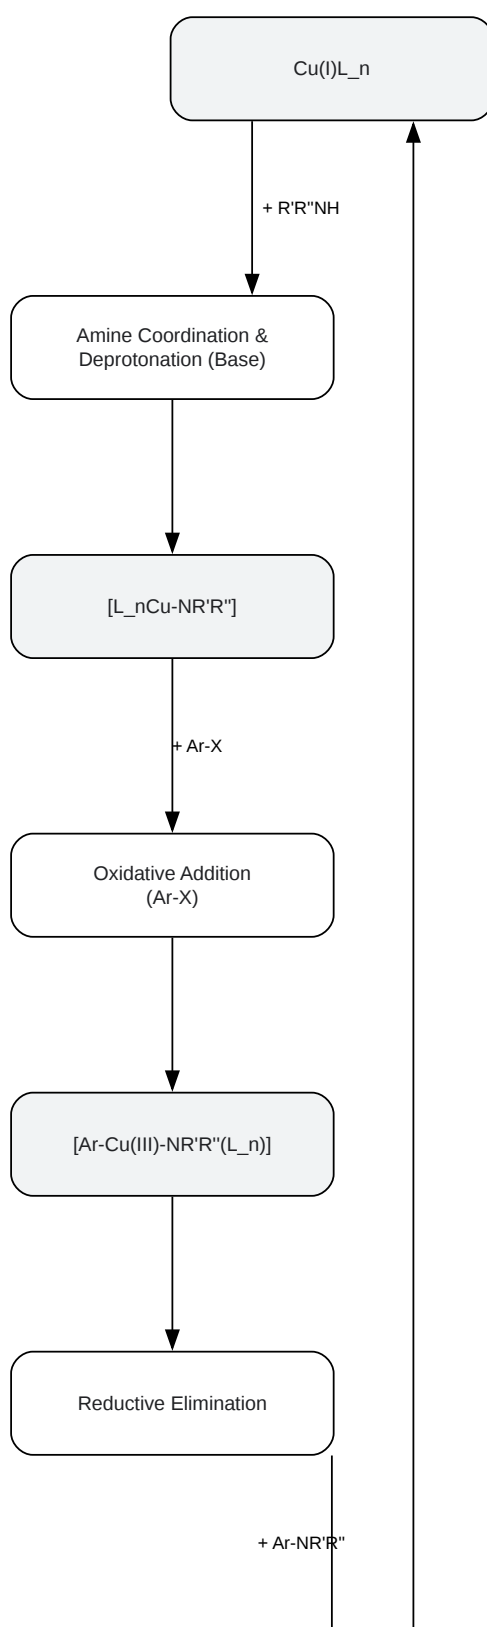 Cu(I)L_n
+ R'R"NH
Amine Coordination &
Deprotonation (Base)
[L_nCu-NR'R"]
+ Ar-X
Oxidative Addition
(Ar-X)
[Ar-Cu(III)-NR'R"(L_n)]
Reductive Elimination
+ Ar-NR'R"